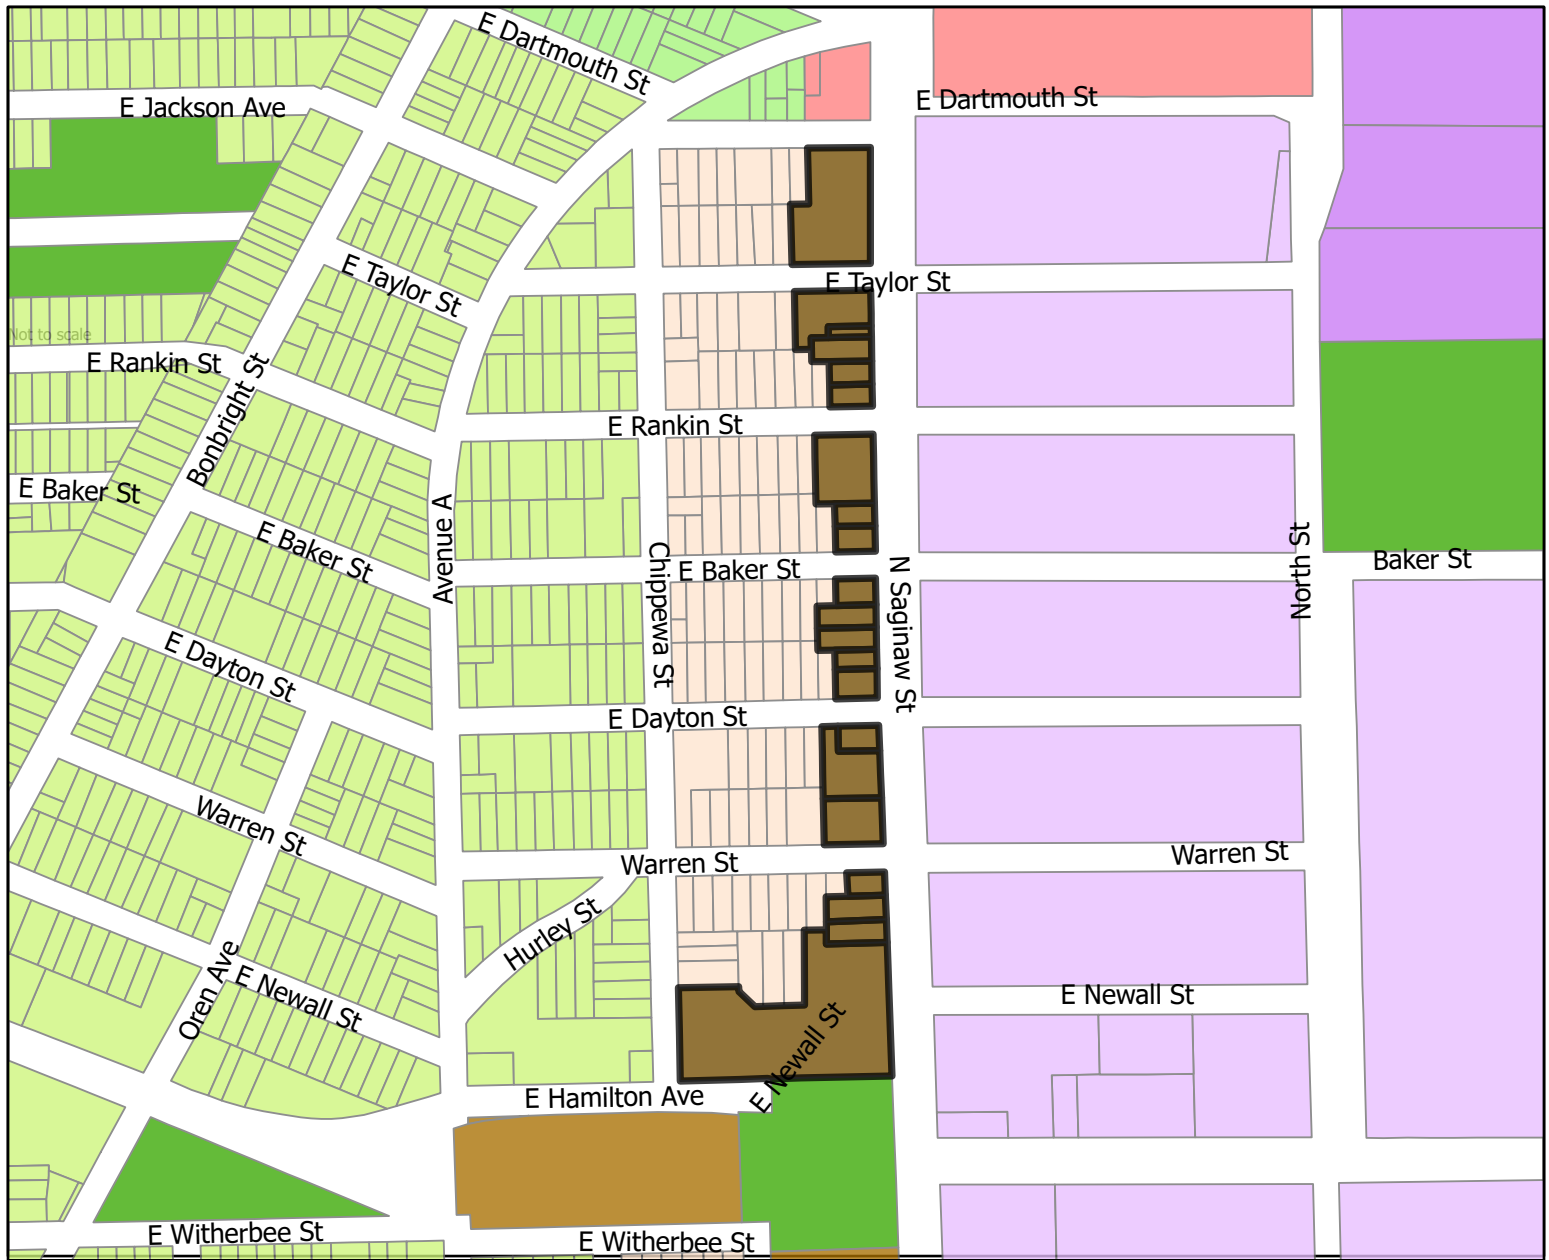 E Dartmouth St
E Jackson Ave
E Dartmouth St
E Taylor St
E Taylor St
Not to scale
E Rankin St
Bonbright St
E Rankin St
E Baker St
Avenue A
E Baker St
Chippewa St
E Baker St
N Saginaw St
North St
Baker St
E Dayton St
E Dayton St
Warren St
Warren St
Warren St
Hurley St
Oren Ave
E Newall St
E Newall St
E Newall St
E Hamilton Ave
E Witherbee St
E Witherbee St